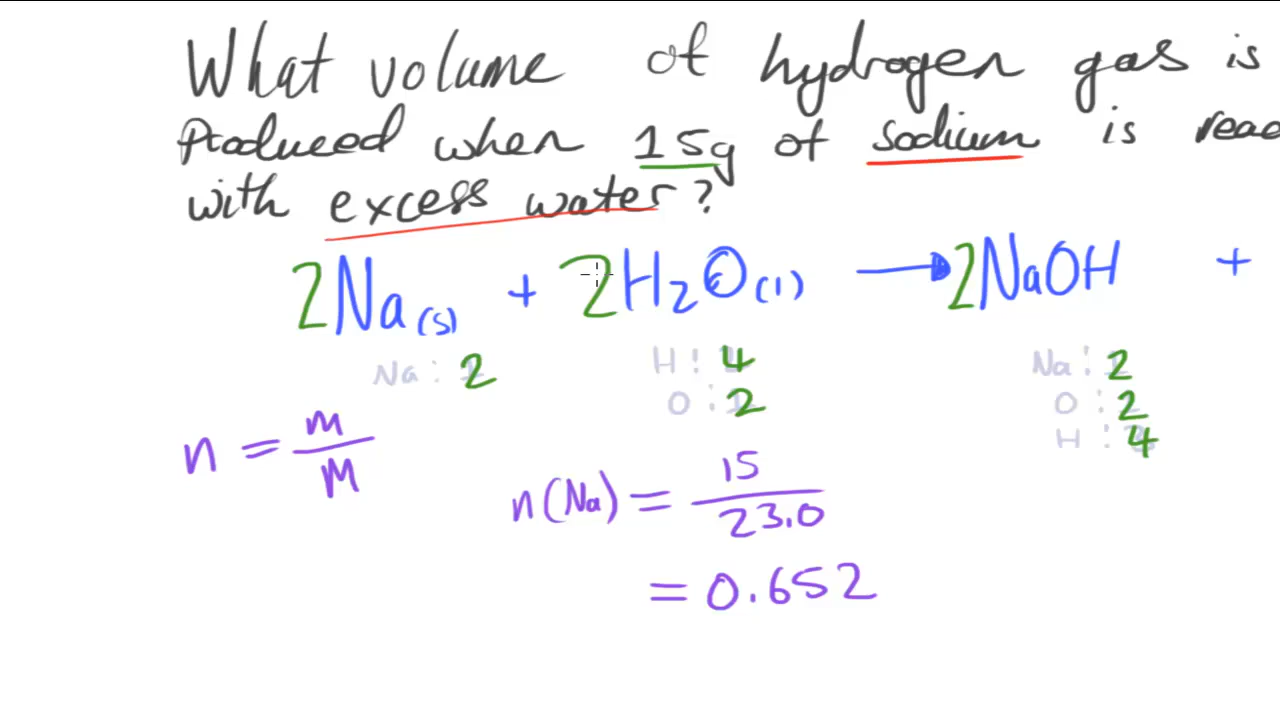 What volume of hydrogen gas is
Produced when 15g of sodium is reac
with excess water?
2Na(s) + 2H2O(l) → 2NaOH +
Na : 2 H : 4 Na : 2
O : 2 O : 2
H : 4
n = m/M
n(Na) = 15/23.0
= 0.652